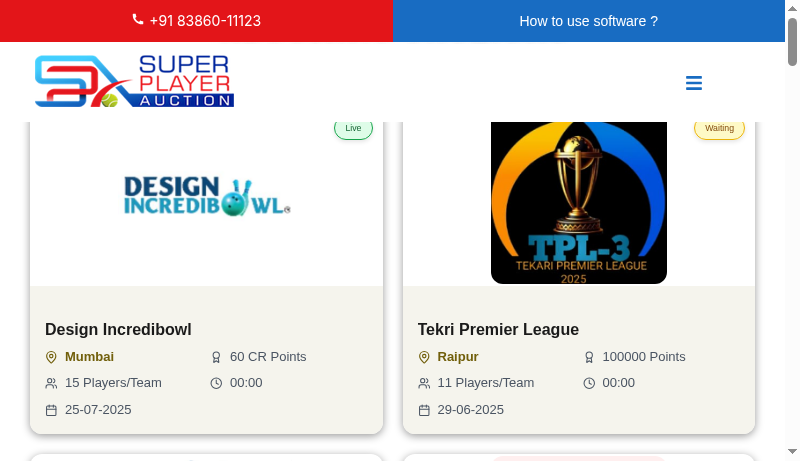 +91 83860-11123
How to use software ?
SUPER
PLAYER
AUCTION
Live
Waiting
DESIGN
INCREDIBOWL
TPL-3
TEKARI PREMIER LEAGUE
2025
Design Incredibowl
Mumbai
60 CR Points
15 Players/Team
00:00
25-07-2025
Tekri Premier League
Raipur
100000 Points
11 Players/Team
00:00
29-06-2025